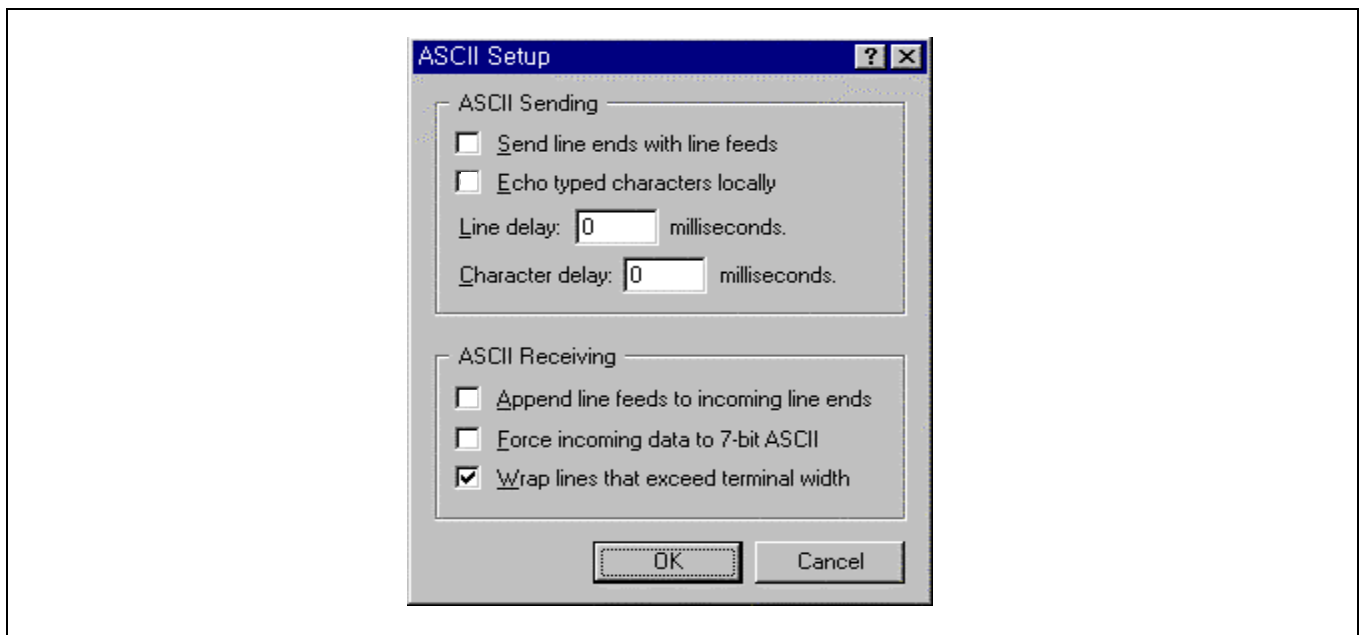 ASCII Setup
ASCII Sending
Send line ends with line feeds
Echo typed characters locally
Line delay: 0 milliseconds.
Character delay: 0 milliseconds.
ASCII Receiving
Append line feeds to incoming line ends
Force incoming data to 7-bit ASCII
Wrap lines that exceed terminal width
OK Cancel